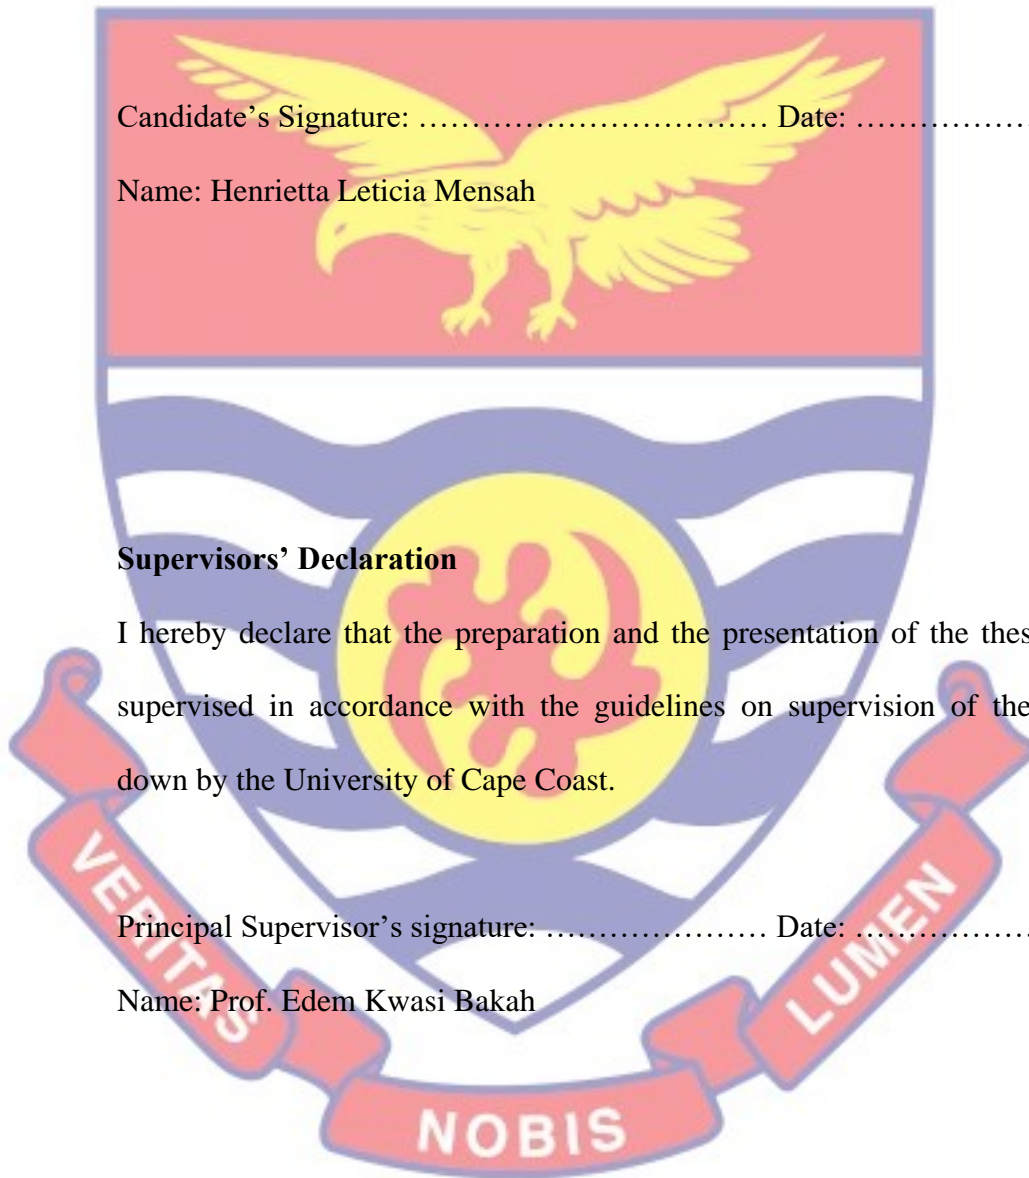 Candidate’s Signature: …………………………… Date: ………………
Name: Henrietta Leticia Mensah
Supervisors’ Declaration
I hereby declare that the preparation and the presentation of the thes
supervised in accordance with the guidelines on supervision of the
down by the University of Cape Coast.
Principal Supervisor’s signature: ………………… Date: ………………
Name: Prof. Edem Kwasi Bakah
VERITAS
NOBIS
LUMEN